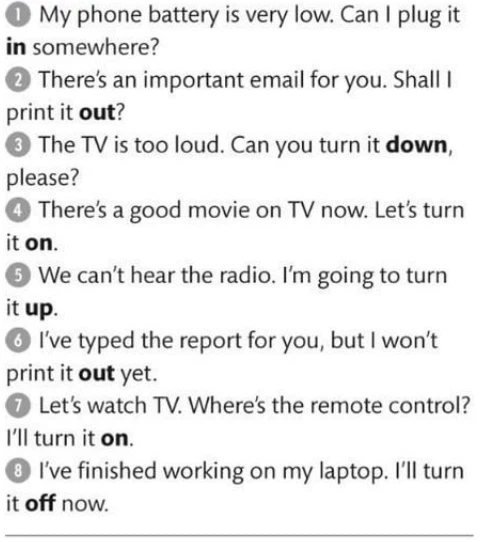 1 My phone battery is very low. Can I plug it
in somewhere?
2 There's an important email for you. Shall I
print it out?
3 The TV is too loud. Can you turn it down,
please?
4 There's a good movie on TV now. Let's turn
it on.
5 We can't hear the radio. I'm going to turn
it up.
6 I've typed the report for you, but I won't
print it out yet.
7 Let's watch TV. Where's the remote control?
I'll turn it on.
8 I've finished working on my laptop. I'll turn
it off now.